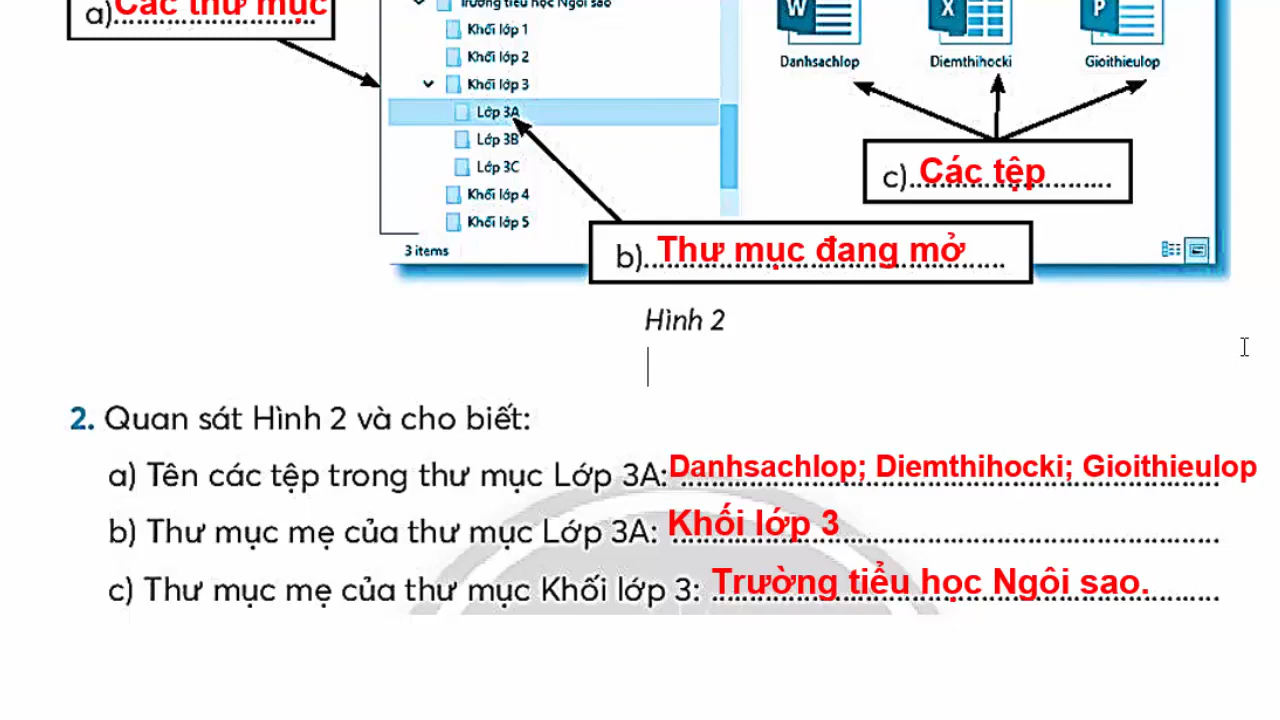 a) Các thư mục
Trường tiểu học Ngôi sao
Khối lớp 1
Khối lớp 2
Khối lớp 3
Lớp 3A
Lớp 3B
Lớp 3C
Khối lớp 4
Khối lớp 5
3 items
W X P
Danhsachlop Diemthihocki Gioithieulop
c) Các tệp
b) Thư mục đang mở
Hình 2
2. Quan sát Hình 2 và cho biết:
a) Tên các tệp trong thư mục Lớp 3A: Danhsachlop; Diemthihocki; Gioithieulop
b) Thư mục mẹ của thư mục Lớp 3A: Khối lớp 3
c) Thư mục mẹ của thư mục Khối lớp 3: Trường tiểu học Ngôi sao.